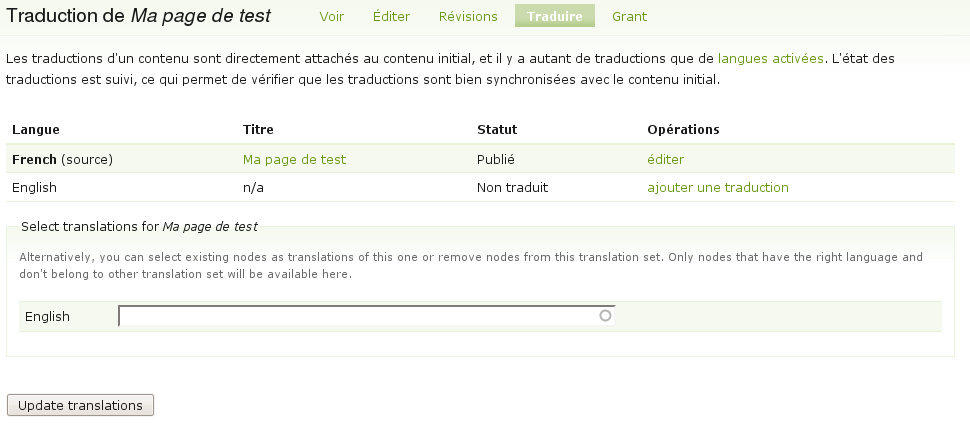 Traduction de Ma page de test Voir Éditer Révisions Traduire Grant
Les traductions d'un contenu sont directement attachés au contenu initial, et il y a autant de traductions que de langues activées. L'état des
traductions est suivi, ce qui permet de vérifier que les traductions sont bien synchronisées avec le contenu initial.
Langue Titre Statut Opérations
French (source) Ma page de test Publié éditer
English n/a Non traduit ajouter une traduction
Select translations for Ma page de test
Alternatively, you can select existing nodes as translations of this one or remove nodes from this translation set. Only nodes that have the right language and
don't belong to other translation set will be available here.
English
Update translations